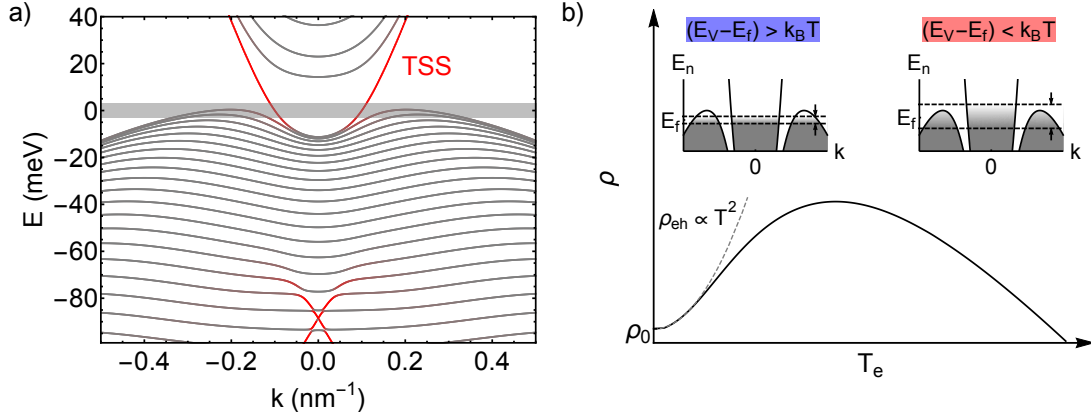 a)
40
20
0
−20
−40
−60
−80
E (meV)
−0.4 −0.2 0.0 0.2 0.4
k (nm⁻¹)
TSS
b)
(E_V−E_f) > k_BT
(E_V−E_f) < k_BT
E_n
E_f
0
k
E_n
E_f
0
k
ρ
ρ_eh ∝ T²
ρ₀
T_e